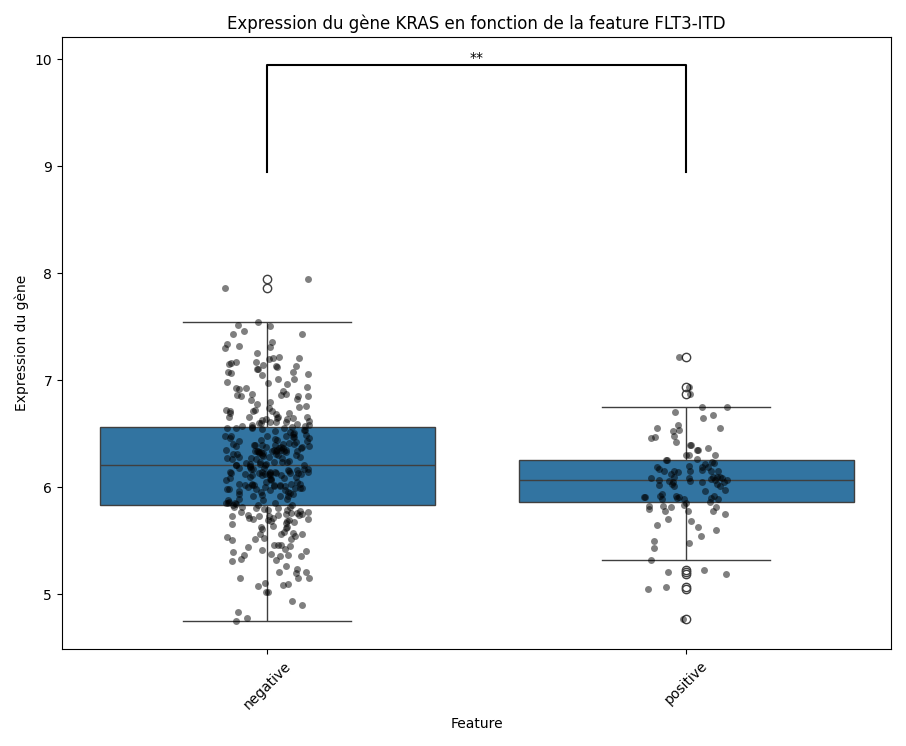 Expression du gène KRAS en fonction de la feature FLT3-ITD
**
10
9
8
7
6
5
Expression du gène
negative
positive
Feature